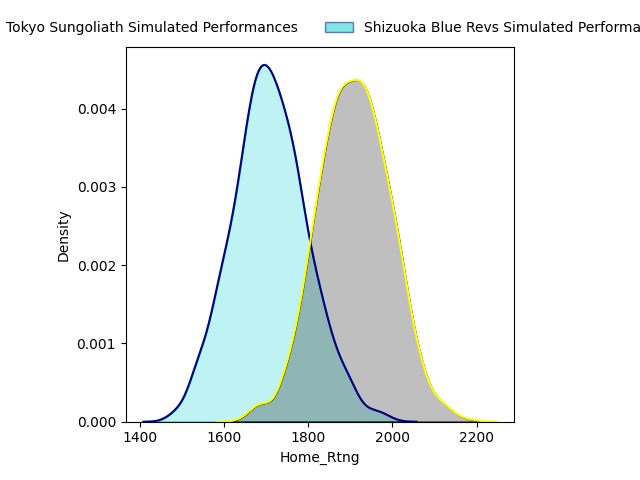 Tokyo Sungoliath Simulated Performances
Shizuoka Blue Revs Simulated Performa
0.004
0.003
0.002
0.001
0.000
Density
1400 1600 1800 2000 2200
Home_Rtng